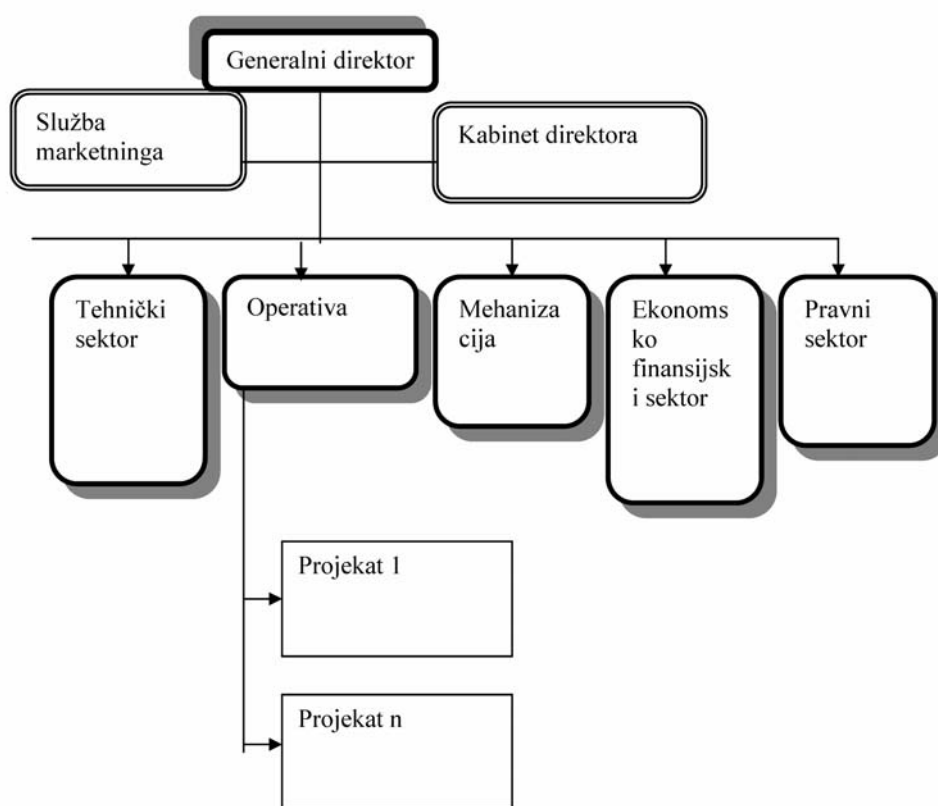 Generalni direktor
Služba
marketninga
Kabinet direktora
Tehnički
sektor
Operativa
Mehaniza
cija
Ekonoms
ko
finansijsk
i sektor
Pravni
sektor
Projekat 1
Projekat n